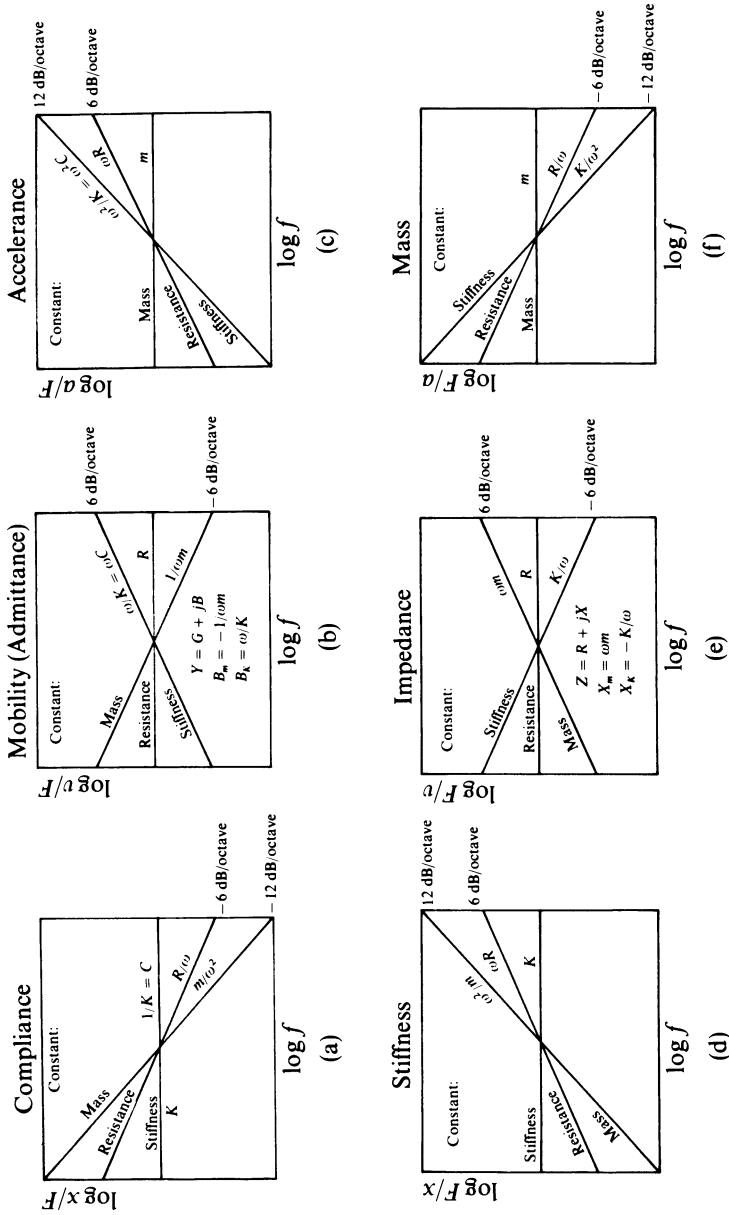 Compliance
log x/F
Constant:
Mass
Resistance
Stiffness
K
1/K = C
R/ω
m/ω²
− 6 dB/octave
− 12 dB/octave
log f
(a)
Mobility (Admittance)
log v/F
Constant:
Mass
Resistance
Stiffness
ω/K = ωC
R
1/ωm
Y = G + jB
Bm = − 1/ωm
BK = ω/K
6 dB/octave
− 6 dB/octave
log f
(b)
Accelerance
log a/F
Constant:
Mass
Resistance
Stiffness
ω²/K = ω²C
ωR
m
12 dB/octave
6 dB/octave
log f
(c)
Stiffness
log F/x
Constant:
Stiffness
Resistance
Mass
ω²/m
ωR
K
12 dB/octave
6 dB/octave
log f
(d)
Impedance
log F/v
Constant:
Stiffness
Resistance
Mass
ωm
R
K/ω
Z = R + jX
Xm = ωm
XK = − K/ω
6 dB/octave
− 6 dB/octave
log f
(e)
Mass
log F/a
Constant:
Stiffness
Resistance
Mass
m
R/ω
K/ω²
− 6 dB/octave
− 12 dB/octave
log f
(f)